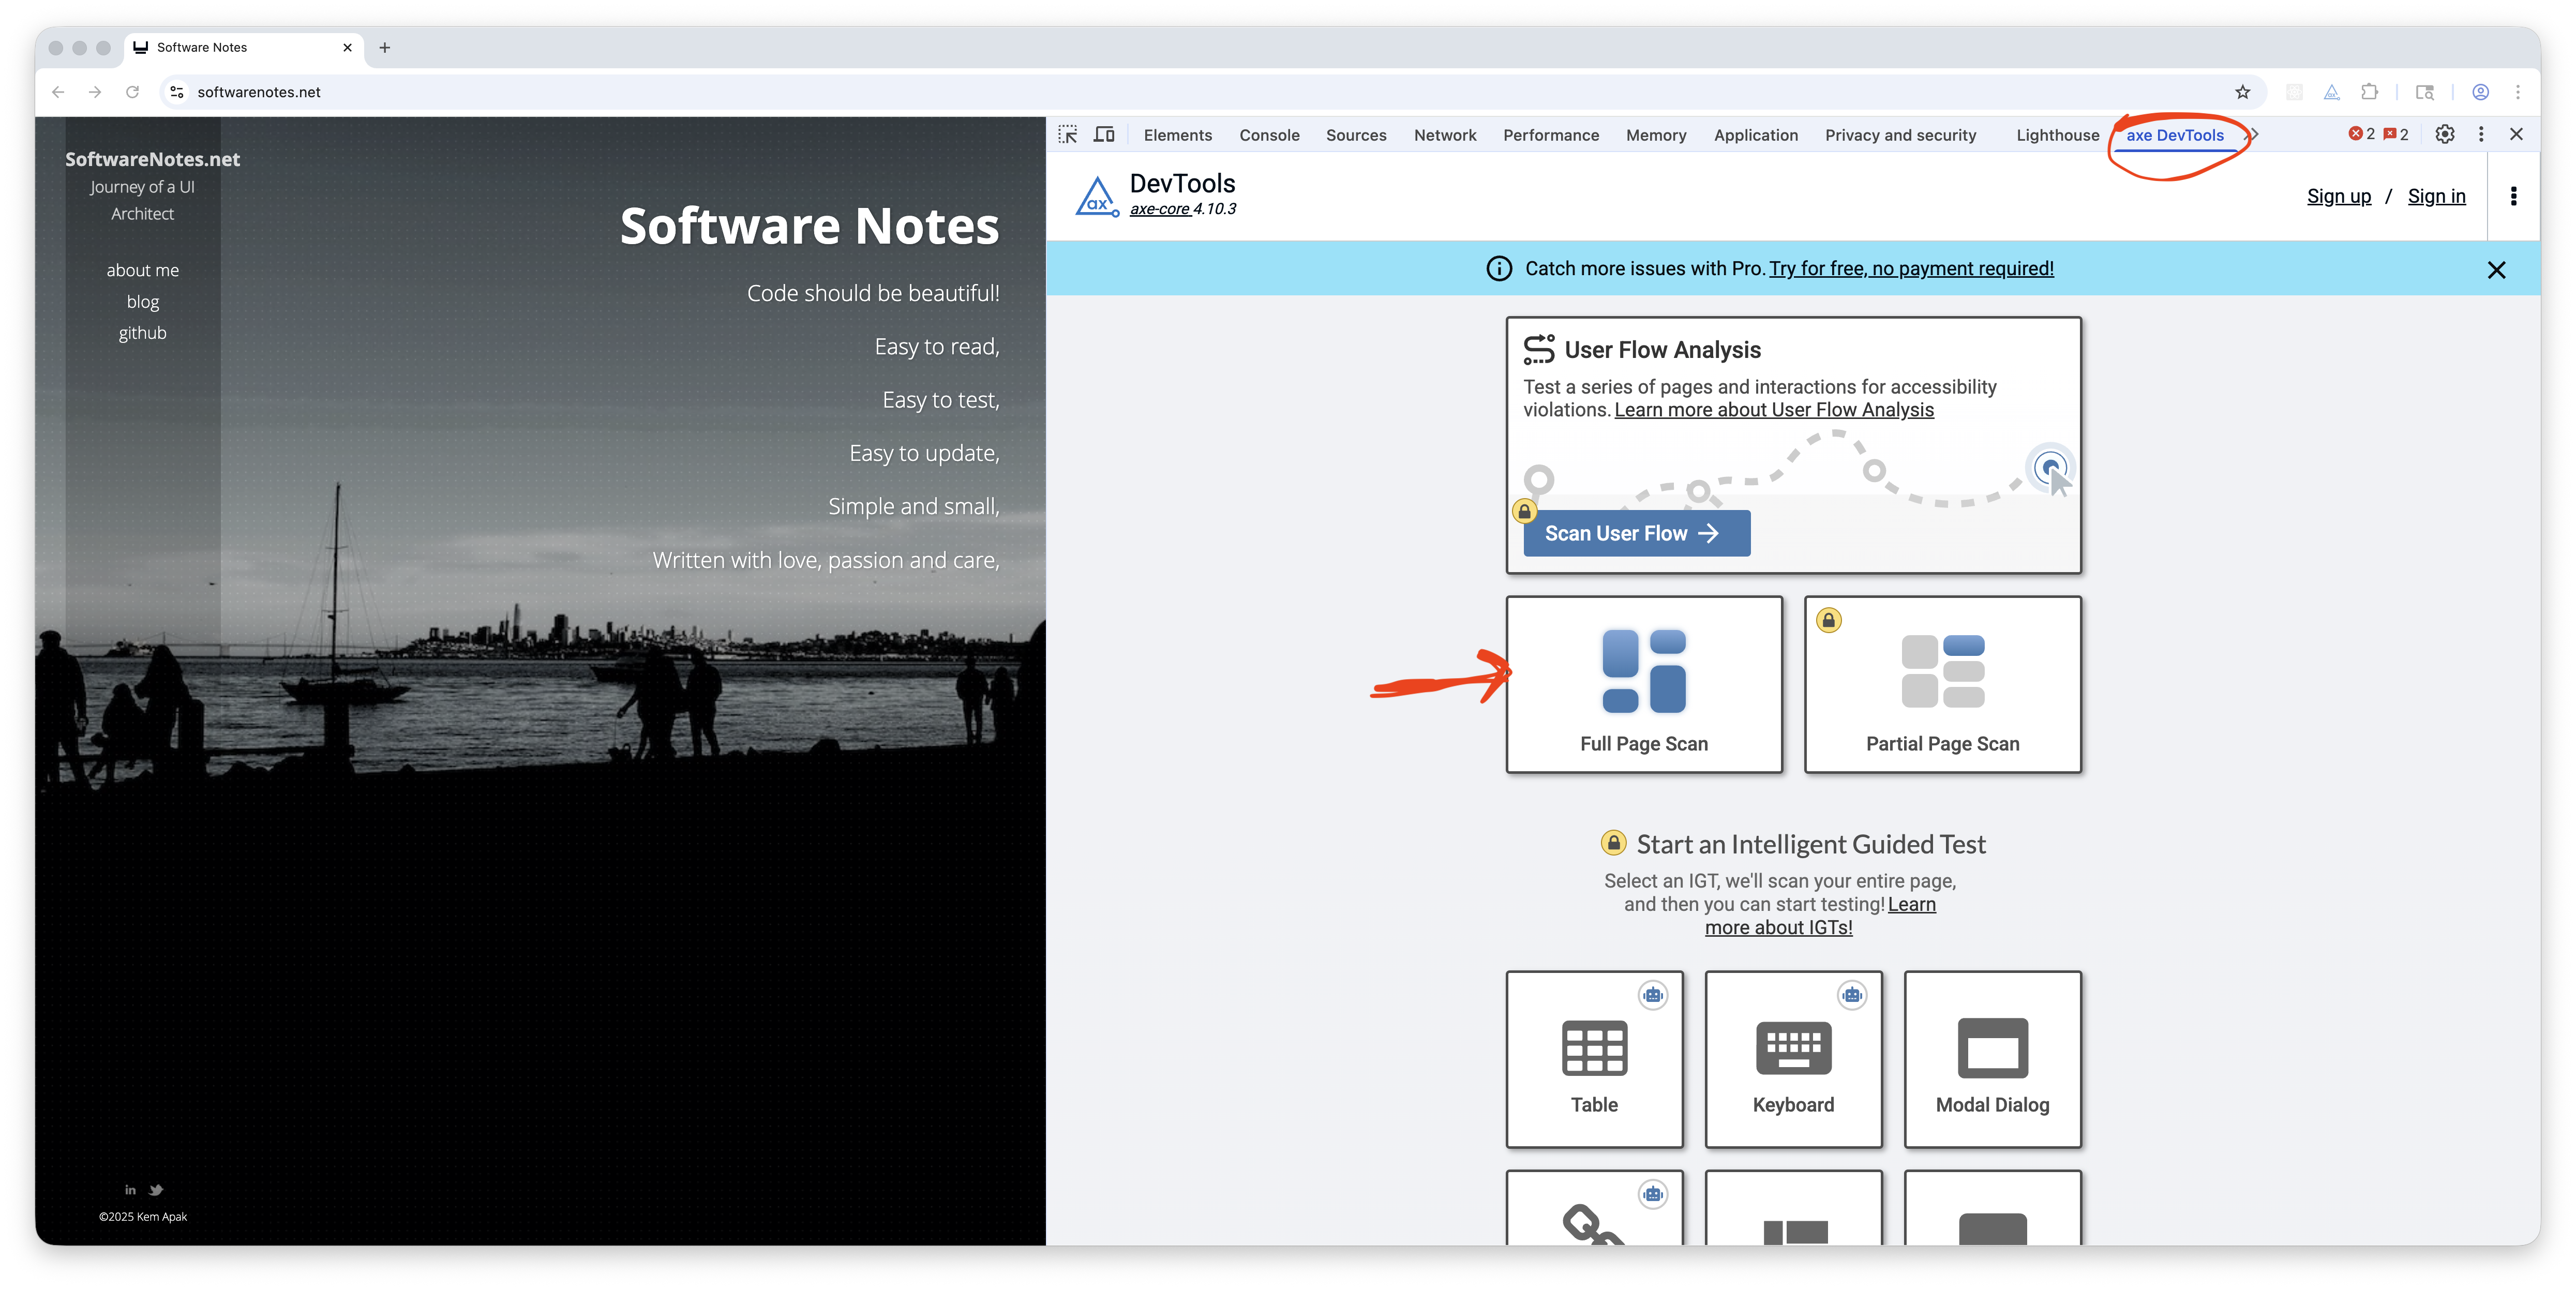 Software Notes
softwarenotes.net
SoftwareNotes.net
Journey of a UI
Architect
about me
blog
github
Software Notes
Code should be beautiful!
Easy to read,
Easy to test,
Easy to update,
Simple and small,
Written with love, passion and care,
in
©2025 Kem Apak
Elements Console Sources Network Performance Memory Application Privacy and security Lighthouse axe DevTools 2 2
ax
DevTools
axe-core 4.10.3
Sign up / Sign in
Catch more issues with Pro. Try for free, no payment required!
User Flow Analysis
Test a series of pages and interactions for accessibility
violations. Learn more about User Flow Analysis
Scan User Flow
Full Page Scan
Partial Page Scan
Start an Intelligent Guided Test
Select an IGT, we'll scan your entire page,
and then you can start testing! Learn
more about IGTs!
Table
Keyboard
Modal Dialog